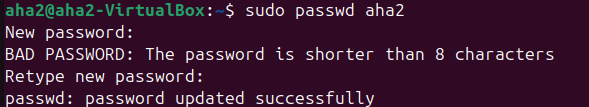 aha2@aha2-VirtualBox:~$ sudo passwd aha2
New password:
BAD PASSWORD: The password is shorter than 8 characters
Retype new password:
passwd: password updated successfully